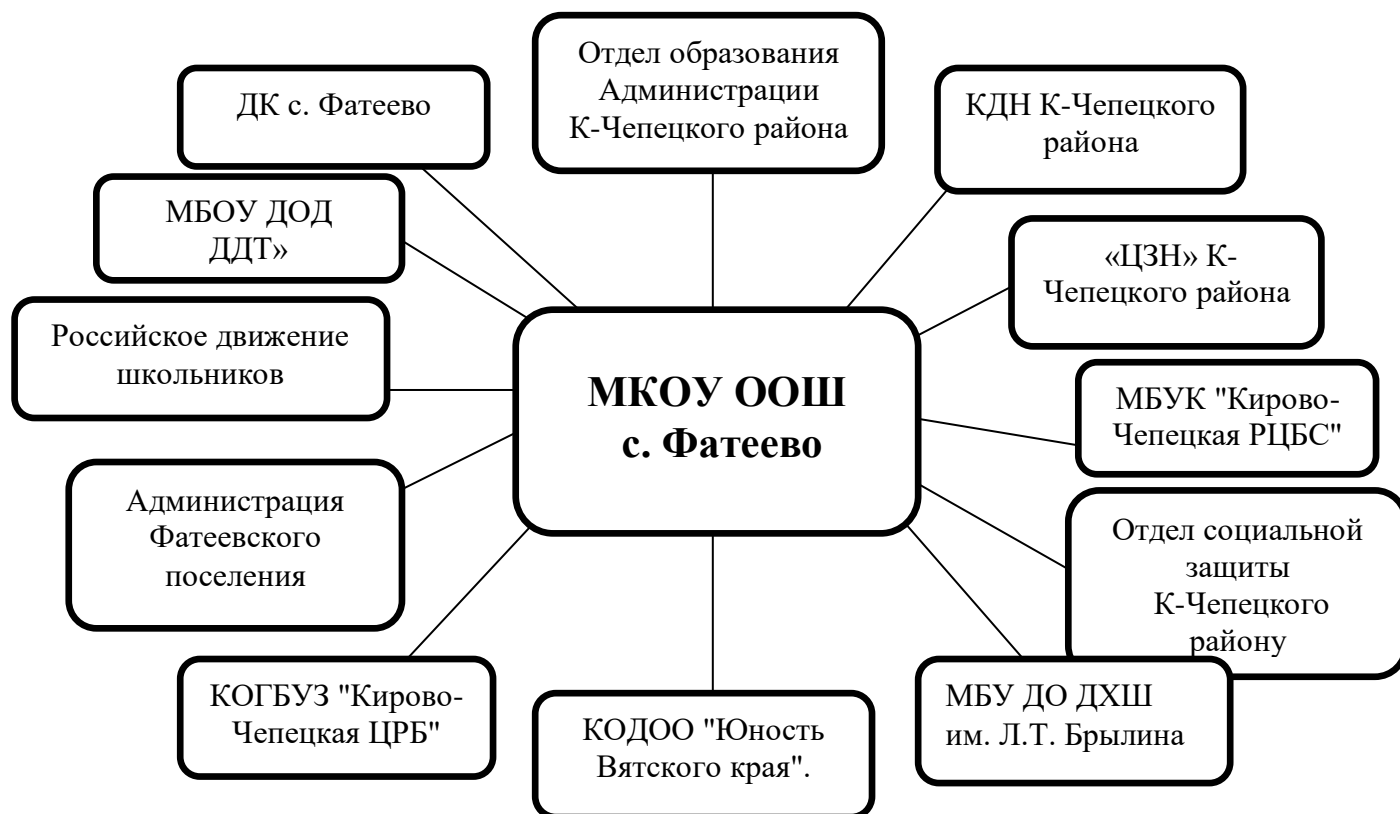 Отдел образования
Администрации
К-Чепецкого района
ДК с. Фатеево
КДН К-Чепецкого
района
МБОУ ДОД
ДДТ»
«ЦЗН» К-
Чепецкого района
Российское движение
школьников
МКОУ ООШ
с. Фатеево
МБУК "Кирово-
Чепецкая РЦБС"
Администрация
Фатеевского
поселения
Отдел социальной
защиты
К-Чепецкого
району
КОГБУЗ "Кирово-
Чепецкая ЦРБ"
КОДОО "Юность
Вятского края".
МБУ ДО ДХШ
им. Л.Т. Брылина